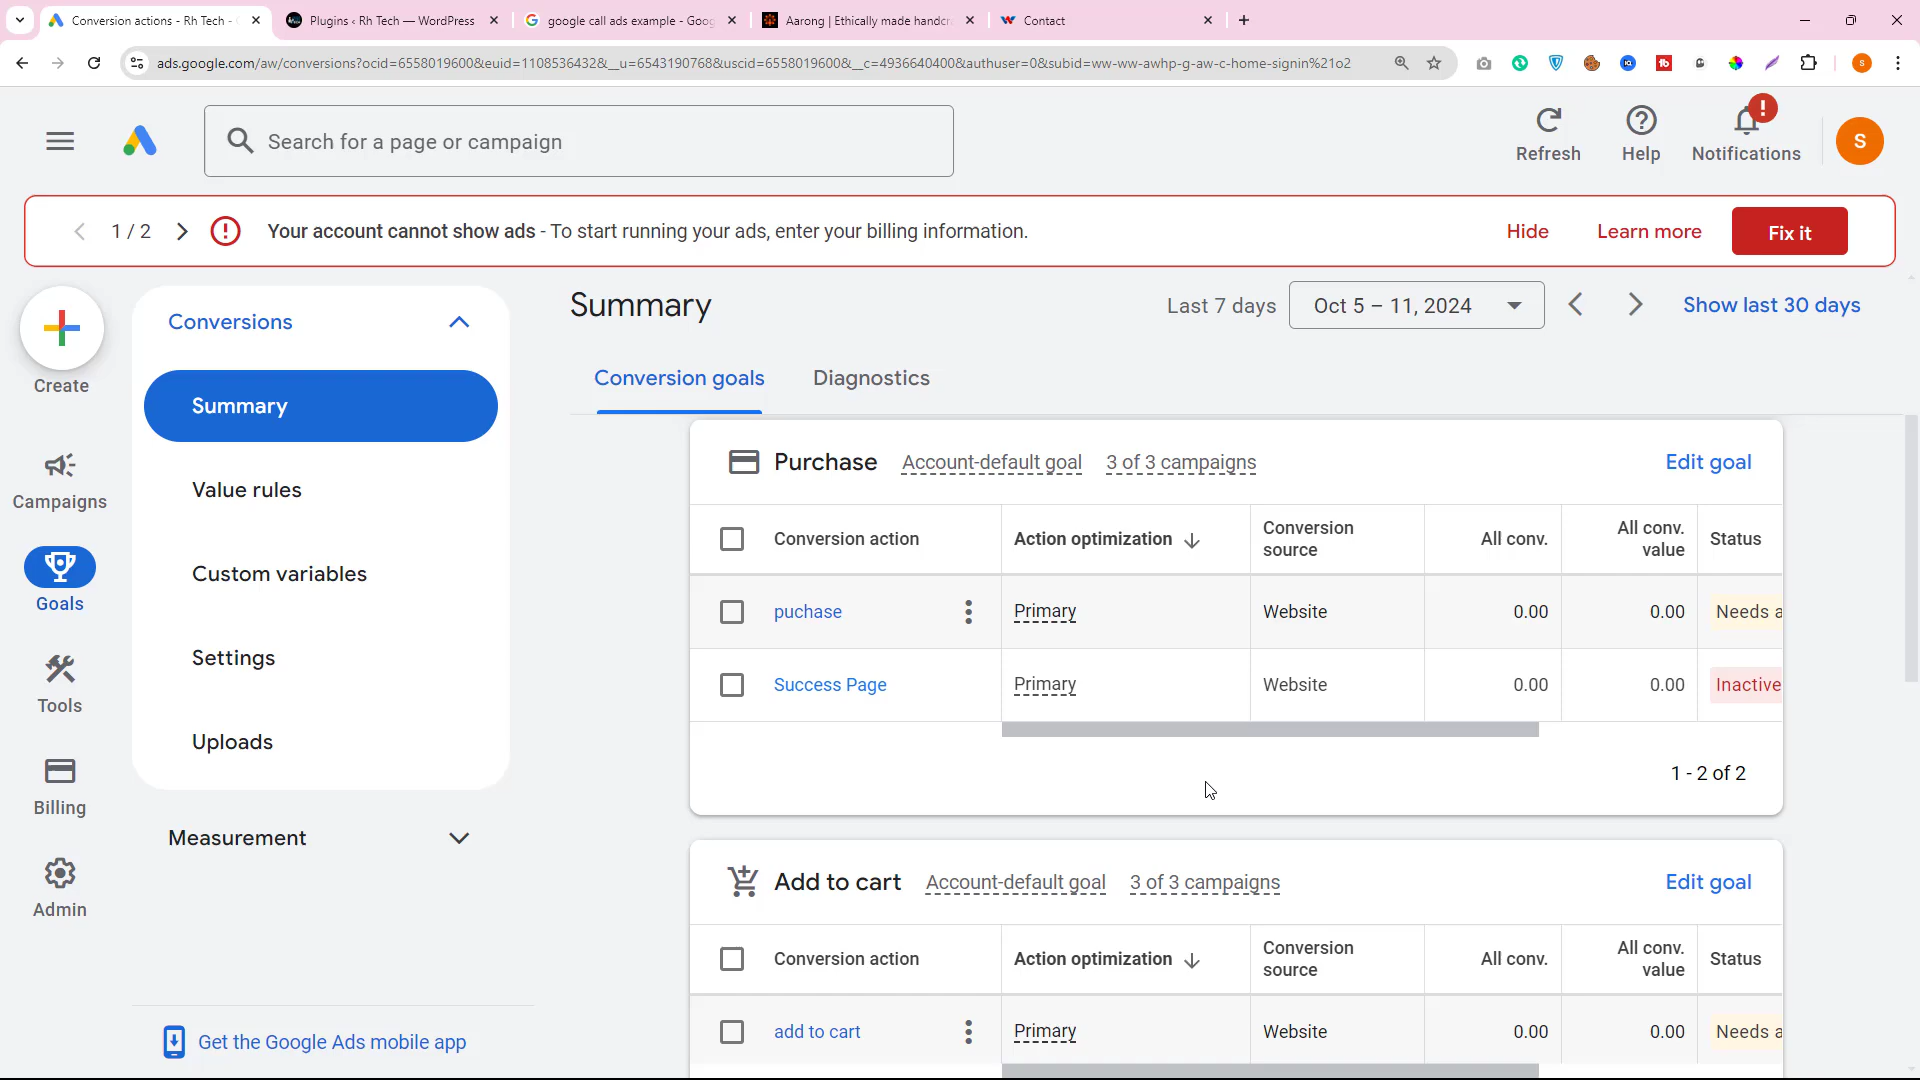 Conversion actions - Rh Tech -
Plugins ‹ Rh Tech — WordPress
google call ads example - Goog
Aarong | Ethically made handcra
Contact
ads.google.com/aw/conversions?ocid=6558019600&euid=1108536432&__u=6543190768&uscid=6558019600&__c=4936640400&authuser=0&subid=ww-ww-awhp-g-aw-c-home-signin%21o2
Search for a page or campaign
Refresh
Help
Notifications
S
1 / 2
Your account cannot show ads - To start running your ads, enter your billing information.
Hide
Learn more
Fix it
Create
Campaigns
Goals
Tools
Billing
Admin
Conversions
Summary
Value rules
Custom variables
Settings
Uploads
Measurement
Get the Google Ads mobile app
Summary
Last 7 days
Oct 5 – 11, 2024
Show last 30 days
Conversion goals
Diagnostics
Purchase
Account-default goal
3 of 3 campaigns
Edit goal
Conversion action
Action optimization
Conversion
source
All conv.
All conv.
value
Status
puchase
Primary
Website
0.00
0.00
Needs a
Success Page
Primary
Website
0.00
0.00
Inactive
1 - 2 of 2
Add to cart
Account-default goal
3 of 3 campaigns
Edit goal
Conversion action
Action optimization
Conversion
source
All conv.
All conv.
value
Status
add to cart
Primary
Website
0.00
0.00
Needs a